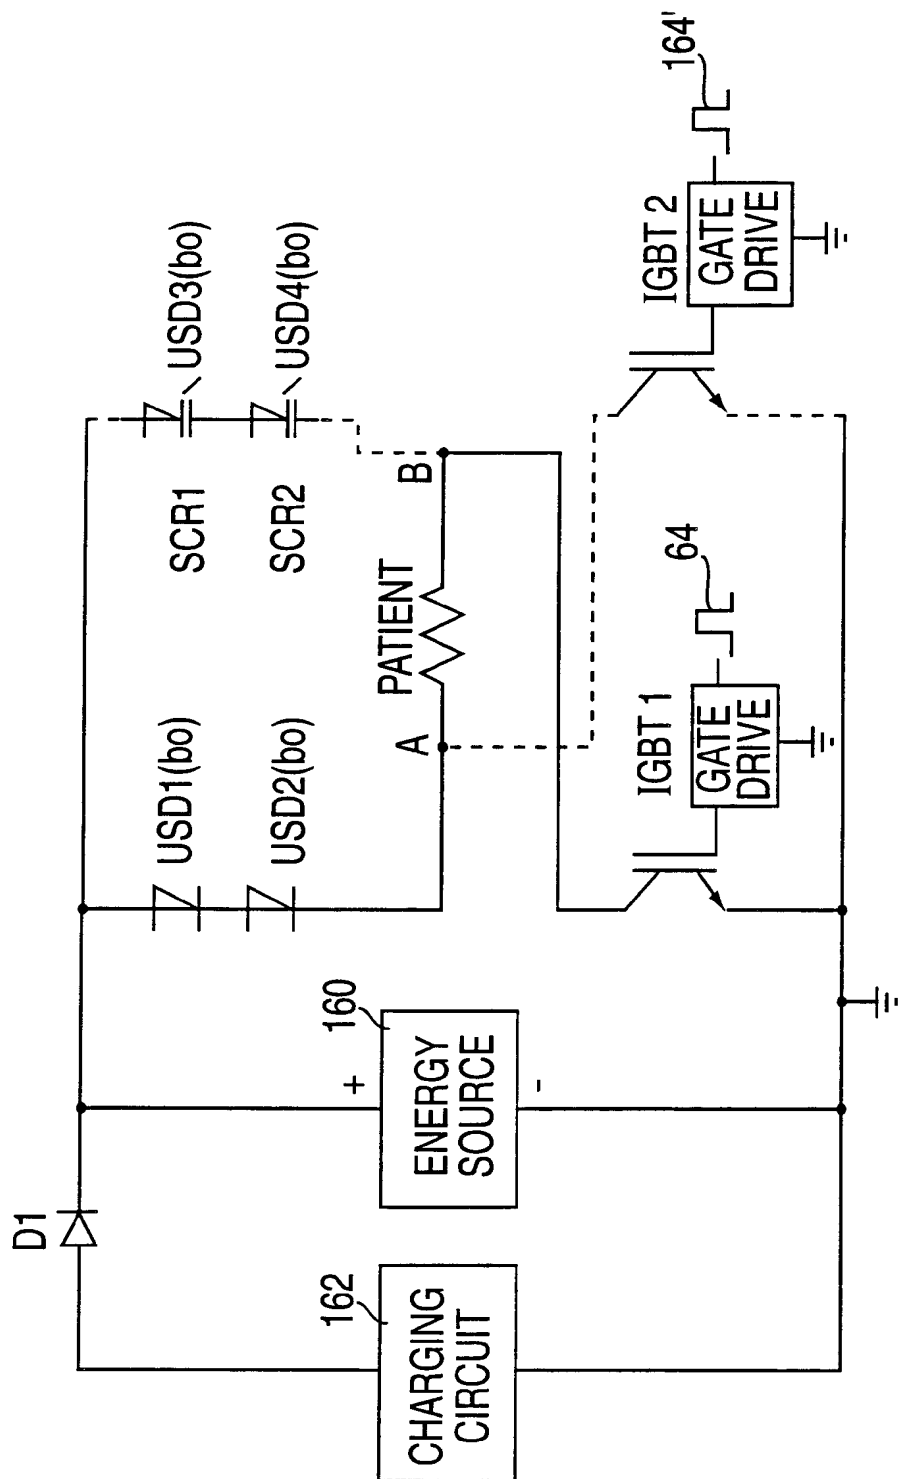 D1
162
CHARGING
CIRCUIT
160
+
ENERGY
SOURCE
-
USD1(bo)
USD2(bo)
A
PATIENT
B
SCR1
USD3(bo)
SCR2
USD4(bo)
IGBT 1
GATE
DRIVE
64
IGBT 2
GATE
DRIVE
164'